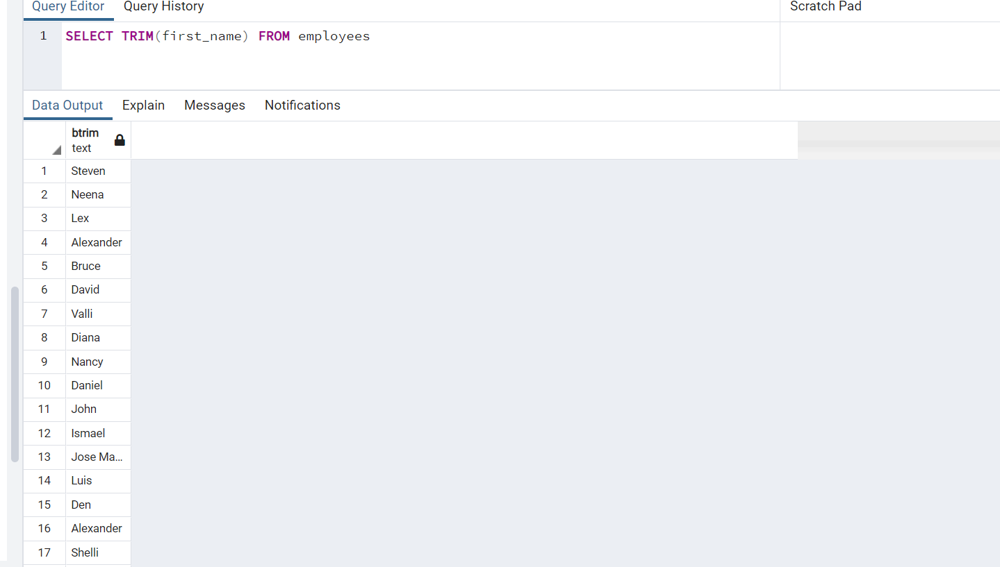 Query Editor Query History Scratch Pad
1 SELECT TRIM(first_name) FROM employees
Data Output Explain Messages Notifications
btrim
text
1 Steven
2 Neena
3 Lex
4 Alexander
5 Bruce
6 David
7 Valli
8 Diana
9 Nancy
10 Daniel
11 John
12 Ismael
13 Jose Ma...
14 Luis
15 Den
16 Alexander
17 Shelli